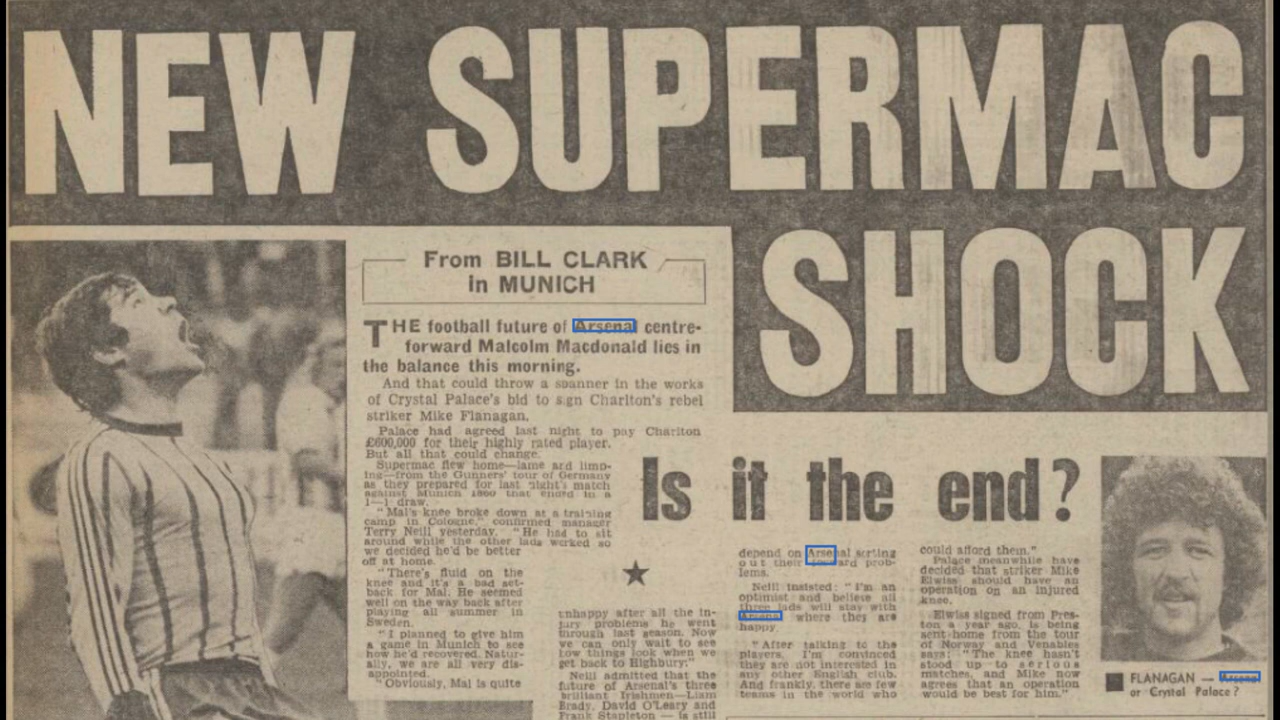 NEW SUPERMAC
SHOCK
From BILL CLARK
in MUNICH
THE football future of Arsenal centre-
forward Malcolm Macdonald lies in
the balance this morning.
And that could throw a spanner in the works
of Crystal Palace's bid to sign Charlton's rebel
striker Mike Flanagan.
Palace had agreed last night to pay Charlton
£600,000 for their highly rated player.
But all that could change.
Supermac flew home—lame and limp-
ing—from the Gunners' tour of Germany
as they prepared for last night's match
against Munich 1860 that ended in a
1—1 draw.
"Mal's knee broke down at a training
camp in Cologne," confirmed manager
Terry Neill yesterday. "He had to sit
around while the other lads worked so
we decided he'd be better
off at home.
"There's fluid on the
knee and it's a bad set-
back for Mal. He seemed
well on the way back after
playing all summer in
Sweden.
"I planned to give him
a game in Munich to see
how he'd recovered. Natur-
ally, we are all very dis-
appointed.
"Obviously, Mal is quite
★
unhappy after all the in-
jury problems he went
through last season. Now
we can only wait to see
how things look when we
get back to Highbury."
Neill admitted that the
future of Arsenal's three
brilliant Irishmen—Liam
Brady, David O'Leary and
Frank Stapleton — is still
Is it the end?
depend on Arsenal sorting
out their forward prob-
lems.
Neill insisted: "I'm an
optimist and believe all
three lads will stay with
Arsenal where they are
happy.
"After talking to the
players, I'm convinced
they are not interested in
any other English club.
And frankly, there are few
teams in the world who
could afford them."
Palace meanwhile have
decided that striker Mike
Elwiss should have an
operation on an injured
knee.
Elwiss signed from Pres-
ton a year ago, is being
sent home from the tour
of Norway and Venables
says: "The knee hasn't
stood up to serious
matches, and Mike now
agrees that an operation
would be best for him."
FLANAGAN — Arsenal
or Crystal Palace?